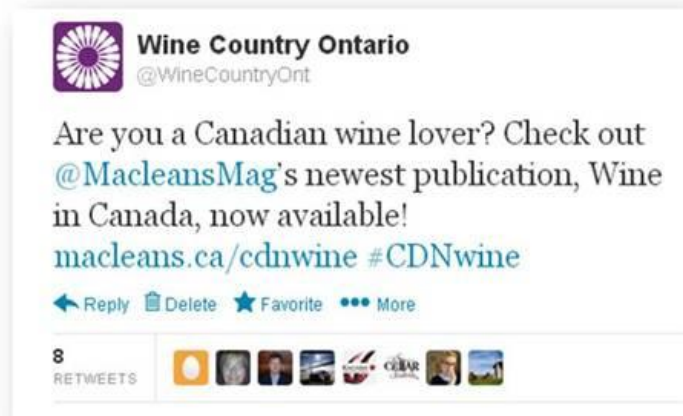 Wine Country Ontario
@WineCountryOnt
Are you a Canadian wine lover? Check out
@MacleansMag's newest publication, Wine
in Canada, now available!
macleans.ca/cdnwine #CDNwine
Reply Delete Favorite More
8
RETWEETS
CELLAR